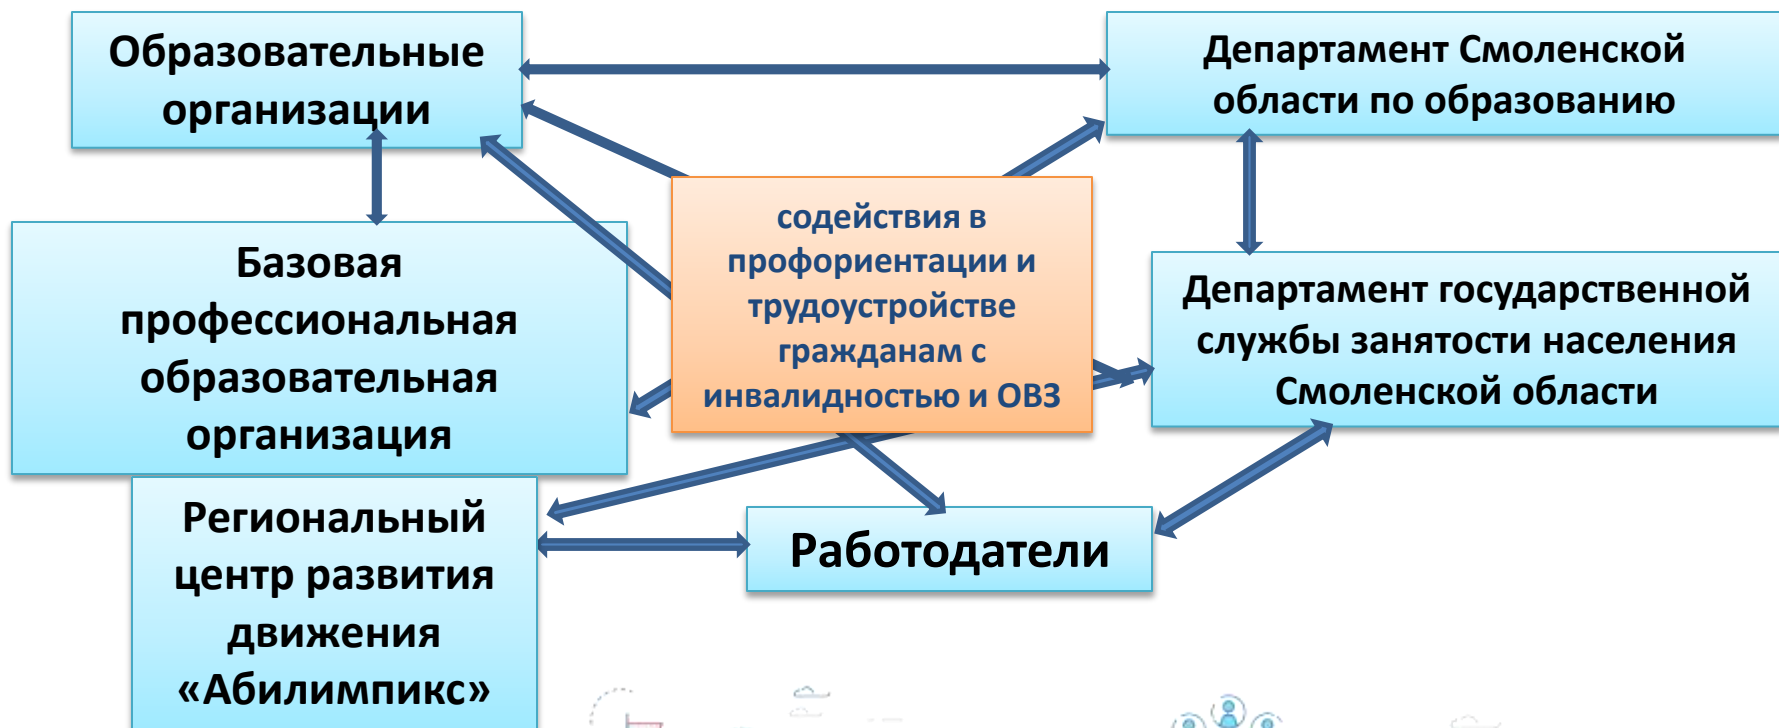 Образовательные
организации
Департамент Смоленской
области по образованию
содействия в
профориентации и
трудоустройстве
гражданам с
инвалидностью и ОВЗ
Базовая
профессиональная
образовательная
организация
Департамент государственной
службы занятости населения
Смоленской области
Региональный
центр развития
движения
«Абилимпикс»
Работодатели